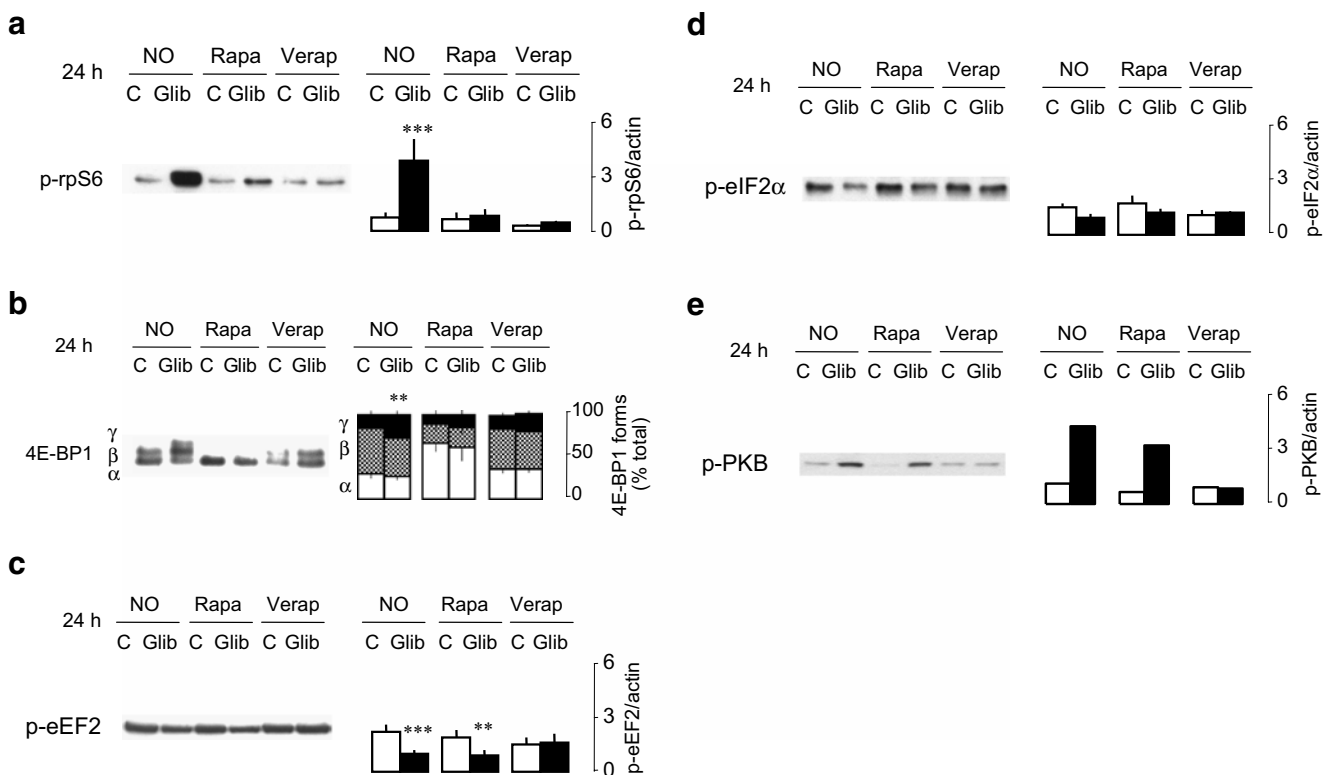 a
NO Rapa Verap NO Rapa Verap
24 h
C Glib C Glib C Glib C Glib C Glib C Glib
p-rpS6
***
6
3
0
p-rpS6/actin
b
NO Rapa Verap NO Rapa Verap
24 h
C Glib C Glib C Glib C Glib C Glib C Glib
4E-BP1
γ
β
α
**
γ
β
α
100
50
0
4E-BP1 forms
(% total)
c
NO Rapa Verap NO Rapa Verap
24 h
C Glib C Glib C Glib C Glib C Glib C Glib
p-eEF2
*** **
6
3
0
p-eEF2/actin
d
NO Rapa Verap NO Rapa Verap
24 h
C Glib C Glib C Glib C Glib C Glib C Glib
p-eIF2α
6
3
0
p-eIF2α/actin
e
NO Rapa Verap NO Rapa Verap
24 h
C Glib C Glib C Glib C Glib C Glib C Glib
p-PKB
6
3
0
p-PKB/actin